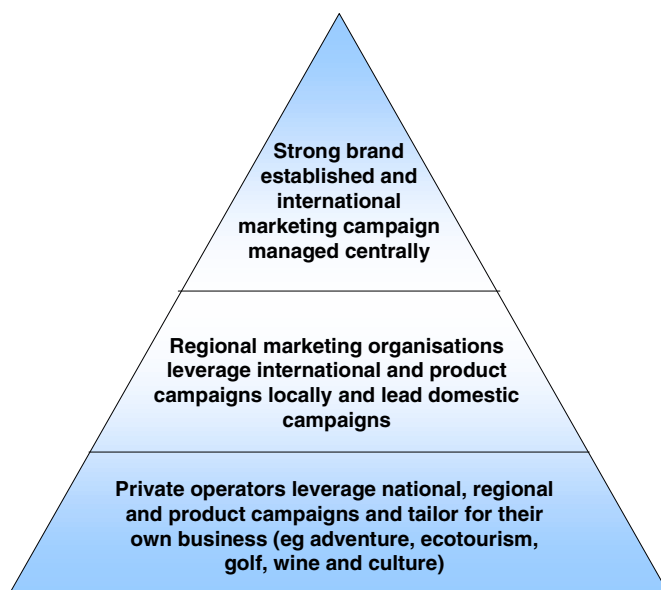 Strong brand
established and
international
marketing campaign
managed centrally
Regional marketing organisations
leverage international and product
campaigns locally and lead domestic
campaigns
Private operators leverage national, regional
and product campaigns and tailor for their
own business (eg adventure, ecotourism,
golf, wine and culture)